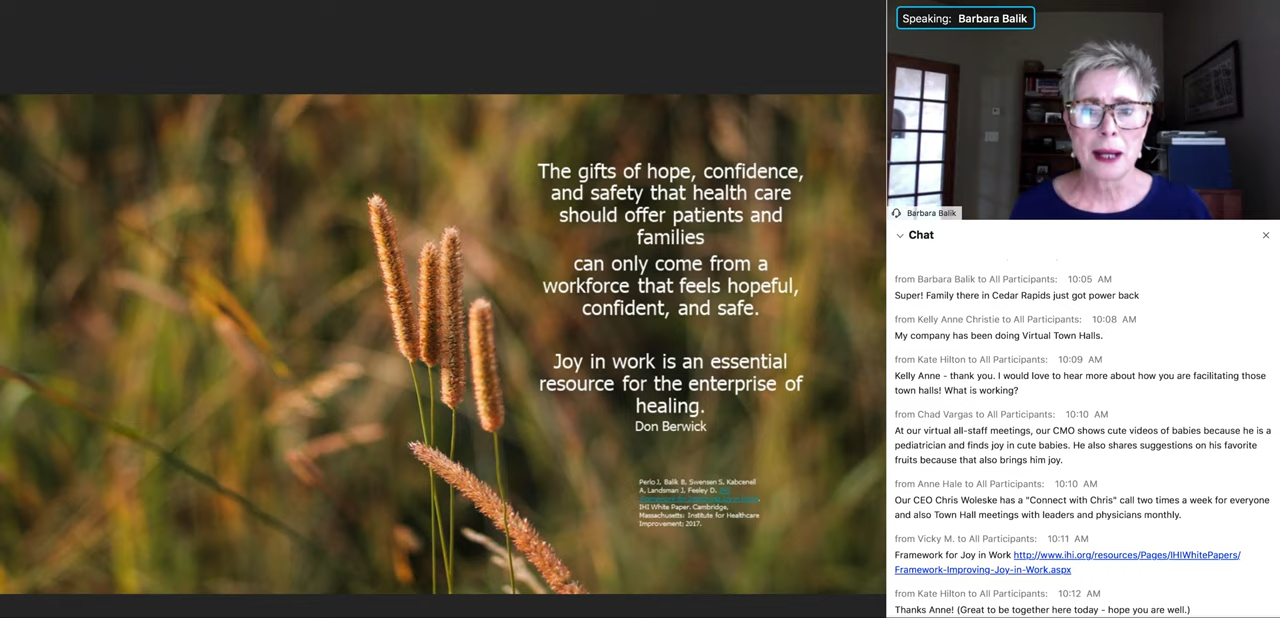 The gifts of hope, confidence,
and safety that health care
should offer patients and
families
can only come from a
workforce that feels hopeful,
confident, and safe.
Joy in work is an essential
resource for the enterprise of
healing.
Don Berwick
Perlo J, Balik B, Swensen S, Kabcenell
A, Landsman J, Feeley D.
IHI White Paper. Cambridge,
Massachusetts: Institute for Healthcare
Improvement; 2017.
Speaking: Barbara Balik
Barbara Balik
Chat
from Barbara Balik to All Participants: 10:05 AM
Super! Family there in Cedar Rapids just got power back
from Kelly Anne Christie to All Participants: 10:08 AM
My company has been doing Virtual Town Halls.
from Kate Hilton to All Participants: 10:09 AM
Kelly Anne - thank you. I would love to hear more about how you are facilitating those
town halls! What is working?
from Chad Vargas to All Participants: 10:10 AM
At our virtual all-staff meetings, our CMO shows cute videos of babies because he is a
pediatrician and finds joy in cute babies. He also shares suggestions on his favorite
fruits because that also brings him joy.
from Anne Hale to All Participants: 10:10 AM
Our CEO Chris Woleske has a "Connect with Chris" call two times a week for everyone
and also Town Hall meetings with leaders and physicians monthly.
from Vicky M. to All Participants: 10:11 AM
Framework for Joy in Work http://www.ihi.org/resources/Pages/IHIWhitePapers/
Framework-Improving-Joy-in-Work.aspx
from Kate Hilton to All Participants: 10:12 AM
Thanks Anne! (Great to be together here today - hope you are well.)